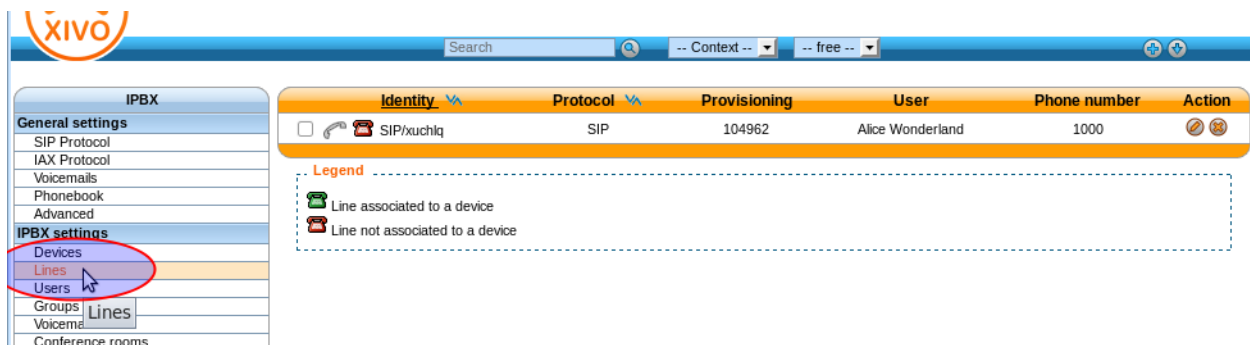 XIVO
Search
-- Context --
-- free --
IPBX
General settings
SIP Protocol
IAX Protocol
Voicemails
Phonebook
Advanced
IPBX settings
Devices
Lines
Users
Groups
Lines
Conference rooms
Identity Protocol Provisioning User Phone number Action
SIP/xuchlq SIP 104962 Alice Wonderland 1000
Legend
Line associated to a device
Line not associated to a device